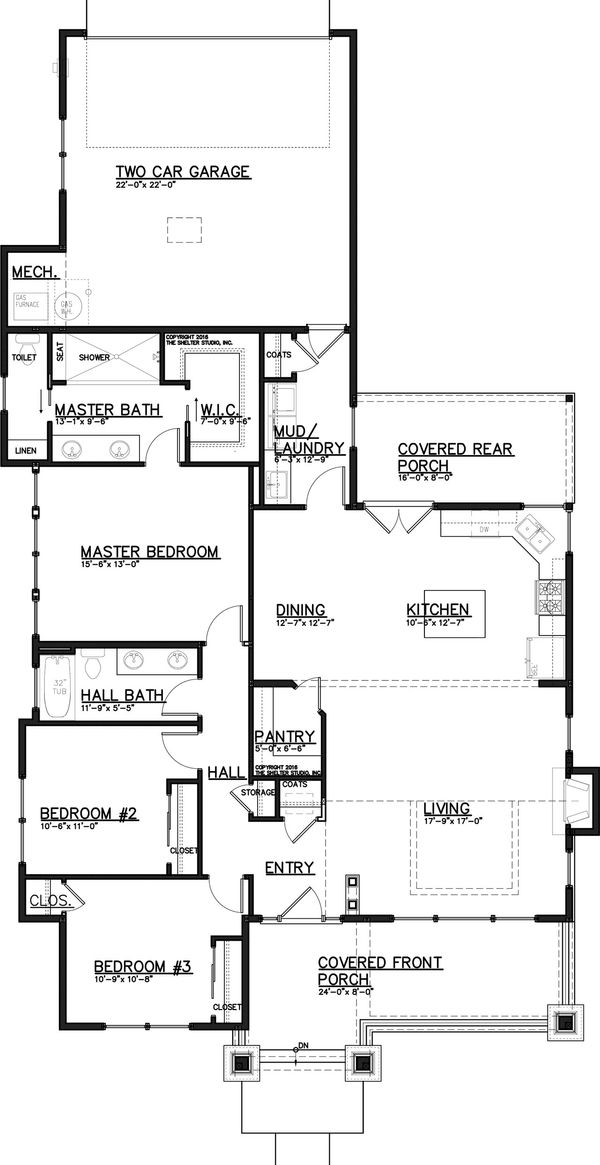 TWO CAR GARAGE
22'-0"x 22'-0"
MECH.
GAS
FURNACE
GAS
W.H.
COPYRIGHT 2016
THE SHELTER STUDIO, INC.
TOILET
SEAT
SHOWER
COATS
MASTER BATH
13'-1"x 9'-6"
W.I.C.
7'-0"x 9'-6"
LINEN
MUD/
LAUNDRY
6'-3"x 12'-9"
COVERED REAR
PORCH
16'-0"x 8'-0"
DW
MASTER BEDROOM
15'-6"x 13'-0"
DINING
12'-7"x 12'-7"
KITCHEN
10'-5"x 12'-7"
REF
32"
TUB
HALL BATH
11'-9"x 5'-5"
PANTRY
5'-0"x 6'-6"
COPYRIGHT 2016
THE SHELTER STUDIO, INC.
HALL
STORAGE
COATS
BEDROOM #2
10'-6"x 11'-0"
CLOSET
LIVING
17'-9"x 17'-0"
ENTRY
CLOS.
BEDROOM #3
10'-9"x 10'-8"
CLOSET
COVERED FRONT
PORCH
24'-0"x 8'-0"
DN